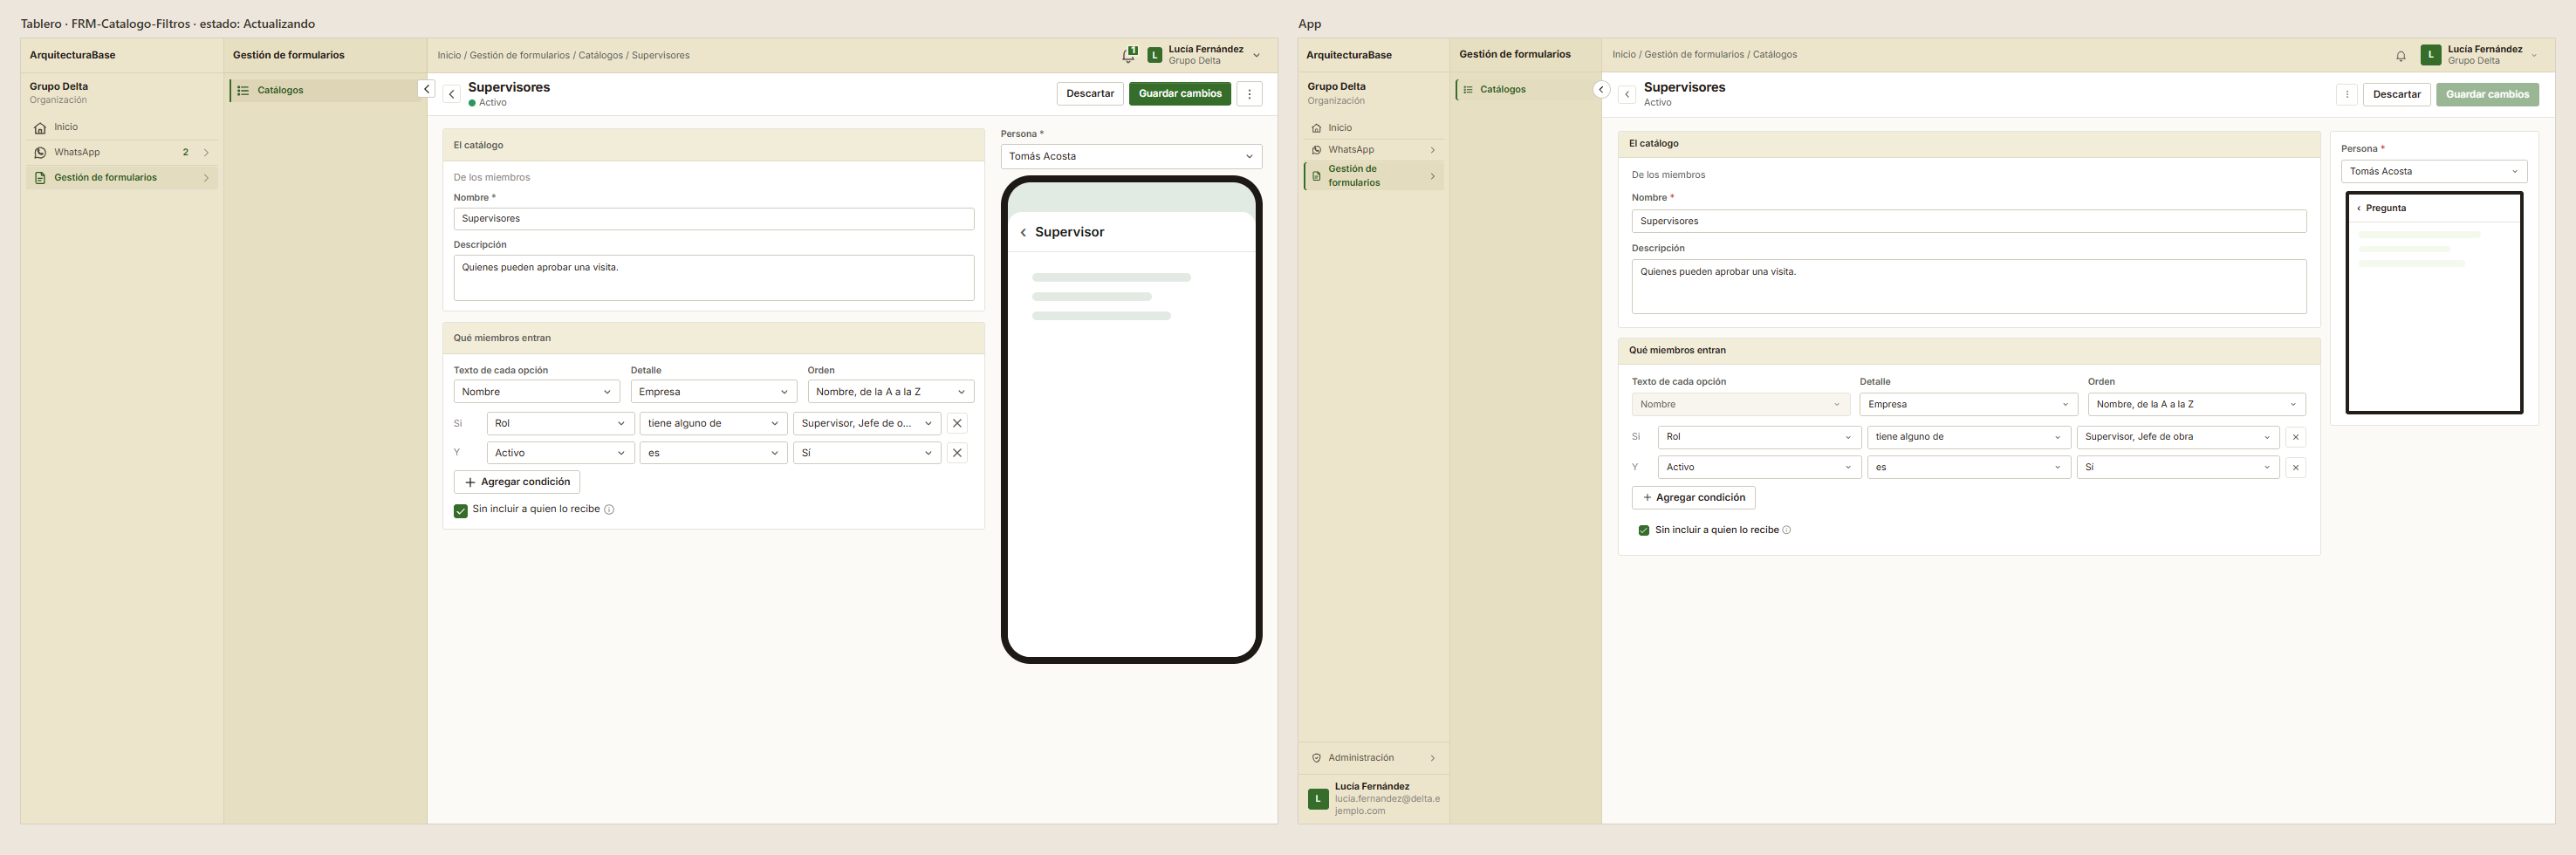 Tablero · FRM-Catalogo-Filtros · estado: Actualizando
ArquitecturaBase
Gestión de formularios
Inicio / Gestión de formularios / Catálogos / Supervisores
1
L
Lucía Fernández
Grupo Delta
Grupo Delta
Organización
Inicio
WhatsApp 2
Gestión de formularios
Catálogos
Supervisores
Activo
Descartar
Guardar cambios
El catálogo
De los miembros
Nombre *
Supervisores
Descripción
Quienes pueden aprobar una visita.
Qué miembros entran
Texto de cada opción
Detalle
Orden
Nombre
Empresa
Nombre, de la A a la Z
Si
Rol
tiene alguno de
Supervisor, Jefe de o...
Y
Activo
es
Sí
Agregar condición
Sin incluir a quien lo recibe
Persona *
Tomás Acosta
Supervisor
App
ArquitecturaBase
Gestión de formularios
Inicio / Gestión de formularios / Catálogos
L
Lucía Fernández
Grupo Delta
Grupo Delta
Organización
Inicio
WhatsApp
Gestión de
formularios
Catálogos
Supervisores
Activo
Descartar
Guardar cambios
El catálogo
De los miembros
Nombre *
Supervisores
Descripción
Quienes pueden aprobar una visita.
Qué miembros entran
Texto de cada opción
Detalle
Orden
Nombre
Empresa
Nombre, de la A a la Z
Si
Rol
tiene alguno de
Supervisor, Jefe de obra
Y
Activo
es
Sí
Agregar condición
Sin incluir a quien lo recibe
Persona *
Tomás Acosta
Pregunta
Administración
L
Lucía Fernández
lucia.fernandez@delta.e
jemplo.com